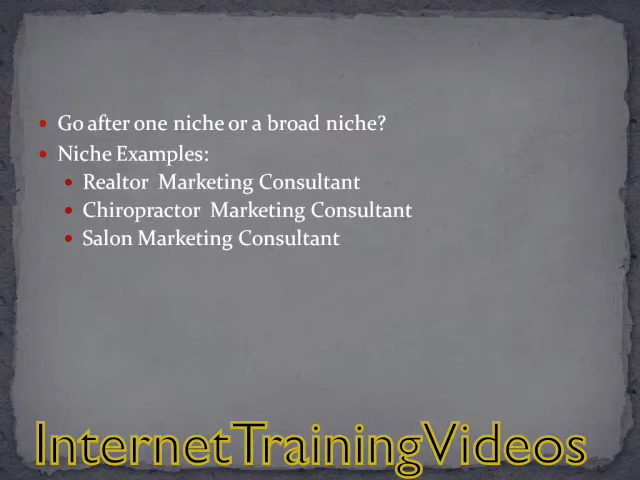 Go after one niche or a broad niche?
Niche Examples:
Realtor Marketing Consultant
Chiropractor Marketing Consultant
Salon Marketing Consultant
InternetTrainingVideos